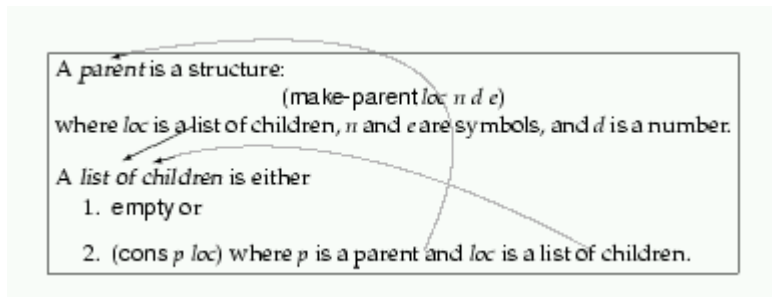 A parent is a structure:
(make-parent loc n d e)
where loc is a list of children, n and e are symbols, and d is a number.
A list of children is either
1. empty or
2. (cons p loc) where p is a parent and loc is a list of children.